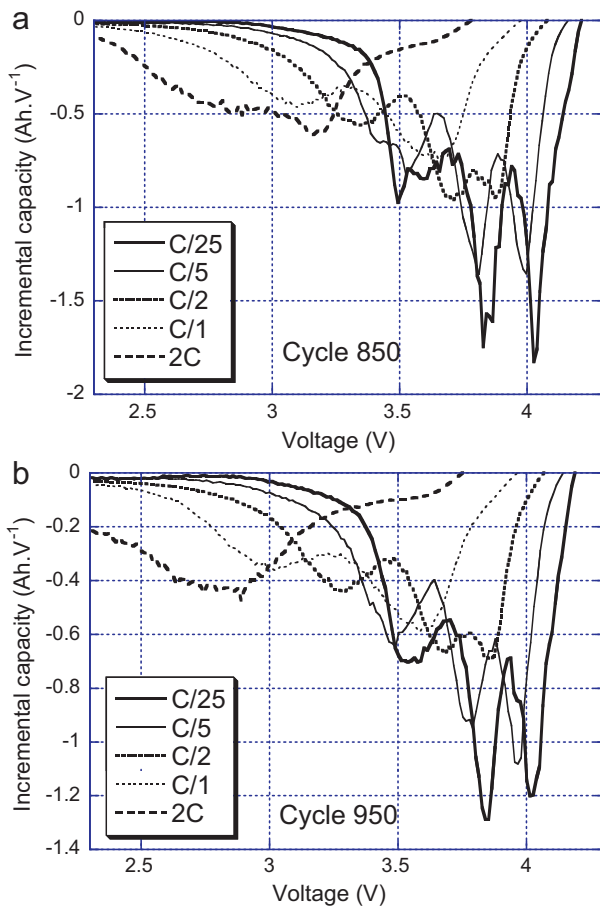 a
0
-0.5
-1
-1.5
-2
Incremental capacity (Ah.V⁻¹)
C/25
C/5
C/2
C/1
2C
Cycle 850
2.5 3 3.5 4
Voltage (V)
b
0
-0.2
-0.4
-0.6
-0.8
-1
-1.2
-1.4
Incremental capacity (Ah.V⁻¹)
C/25
C/5
C/2
C/1
2C
Cycle 950
2.5 3 3.5 4
Voltage (V)